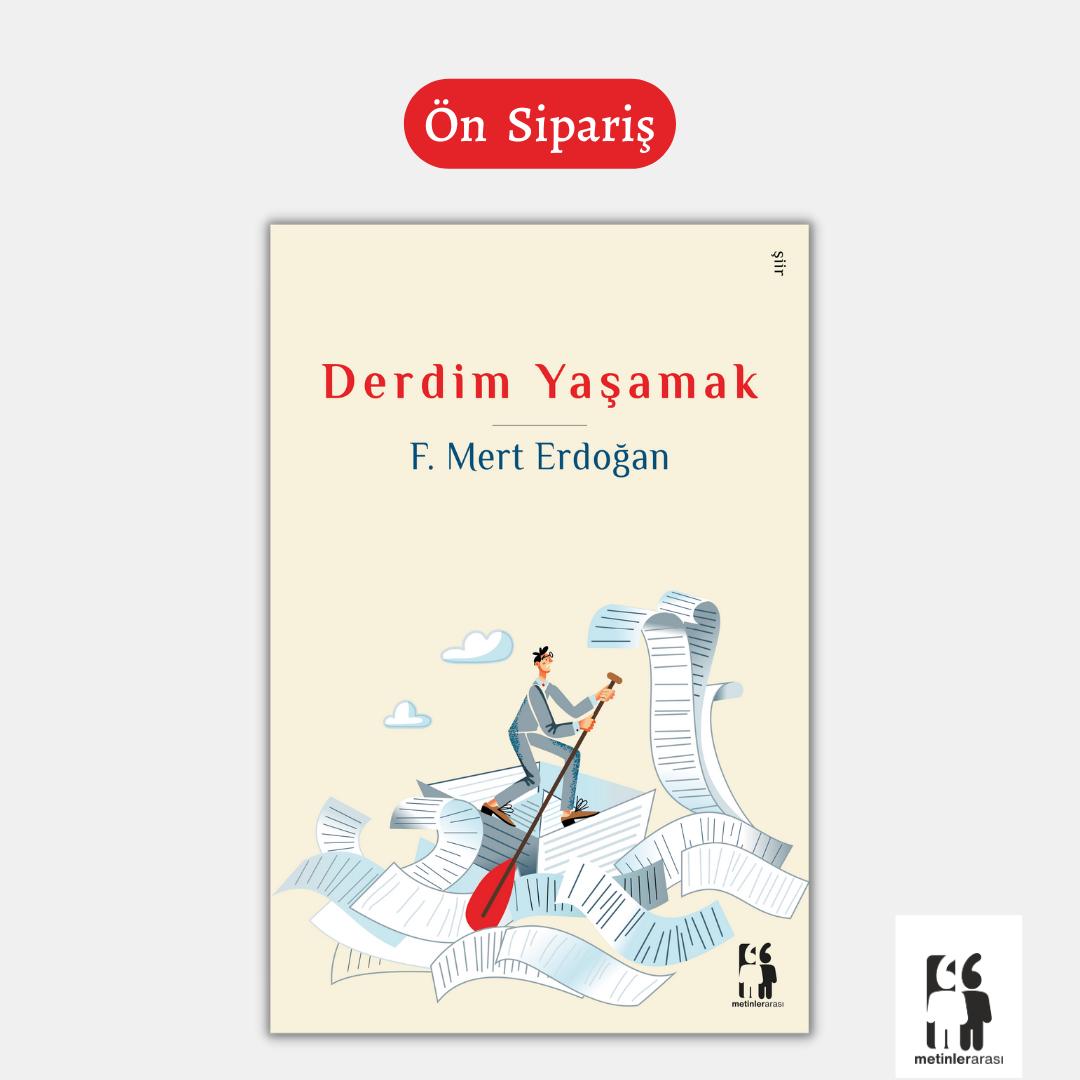 Ön Sipariş
şiir
Derdim Yaşamak
F. Mert Erdoğan
metinlerarası
metinlerarası